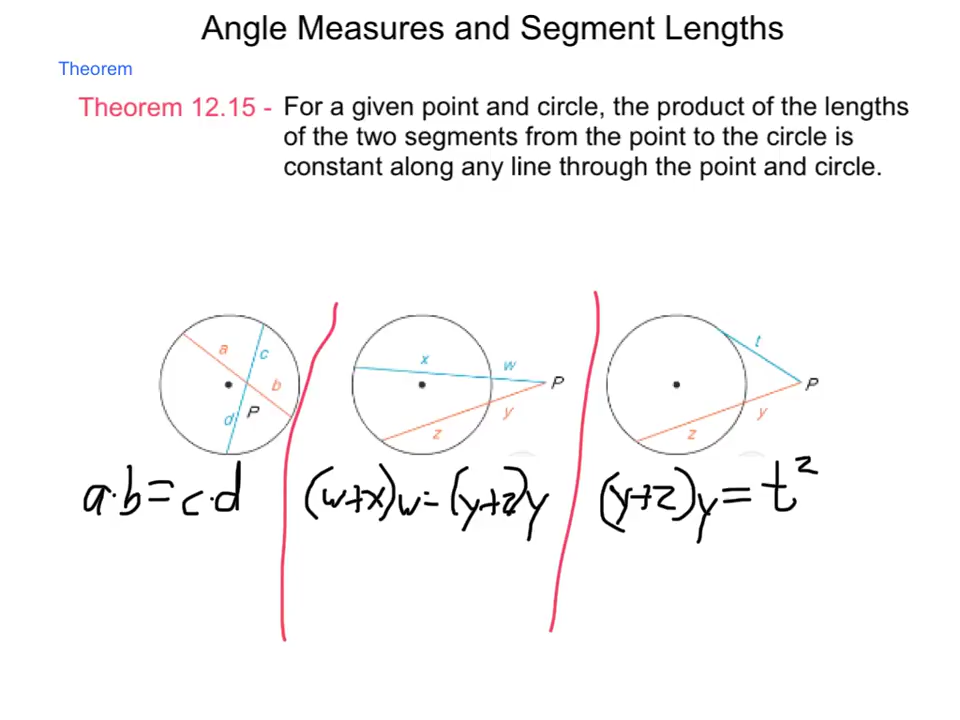 Angle Measures and Segment Lengths
Theorem
Theorem 12.15 - For a given point and circle, the product of the lengths
of the two segments from the point to the circle is
constant along any line through the point and circle.
a
c
b
d
P
x
w
P
y
z
t
P
y
z
a·b=c·d
(w+x)w=(y+z)y
(y+z)y=t²